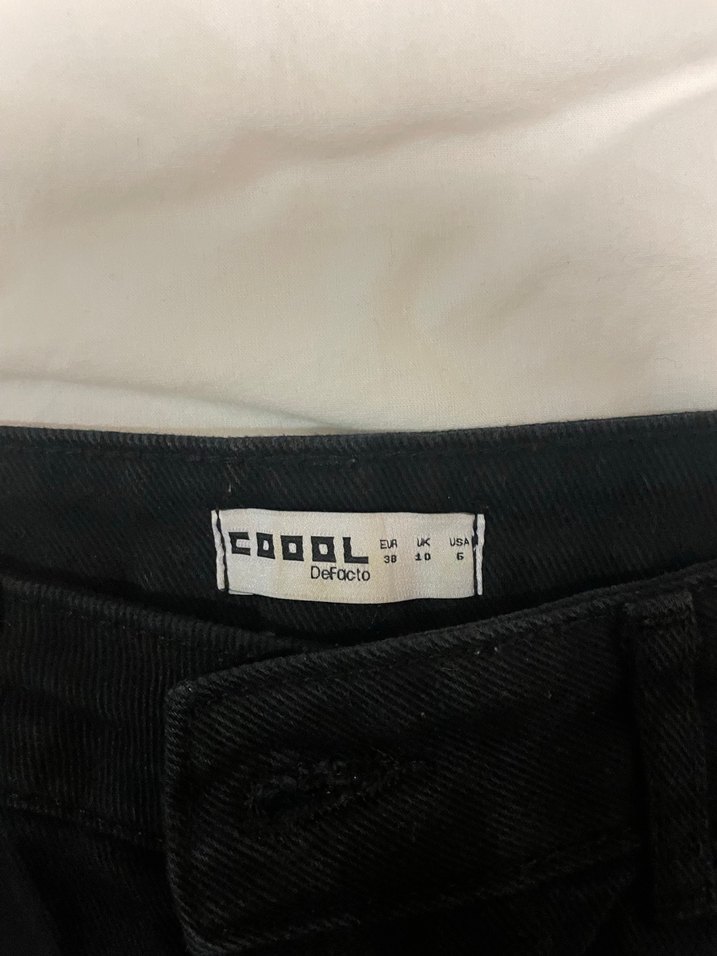 COOOL
DeFacto
EUR UK USA
38 10 6